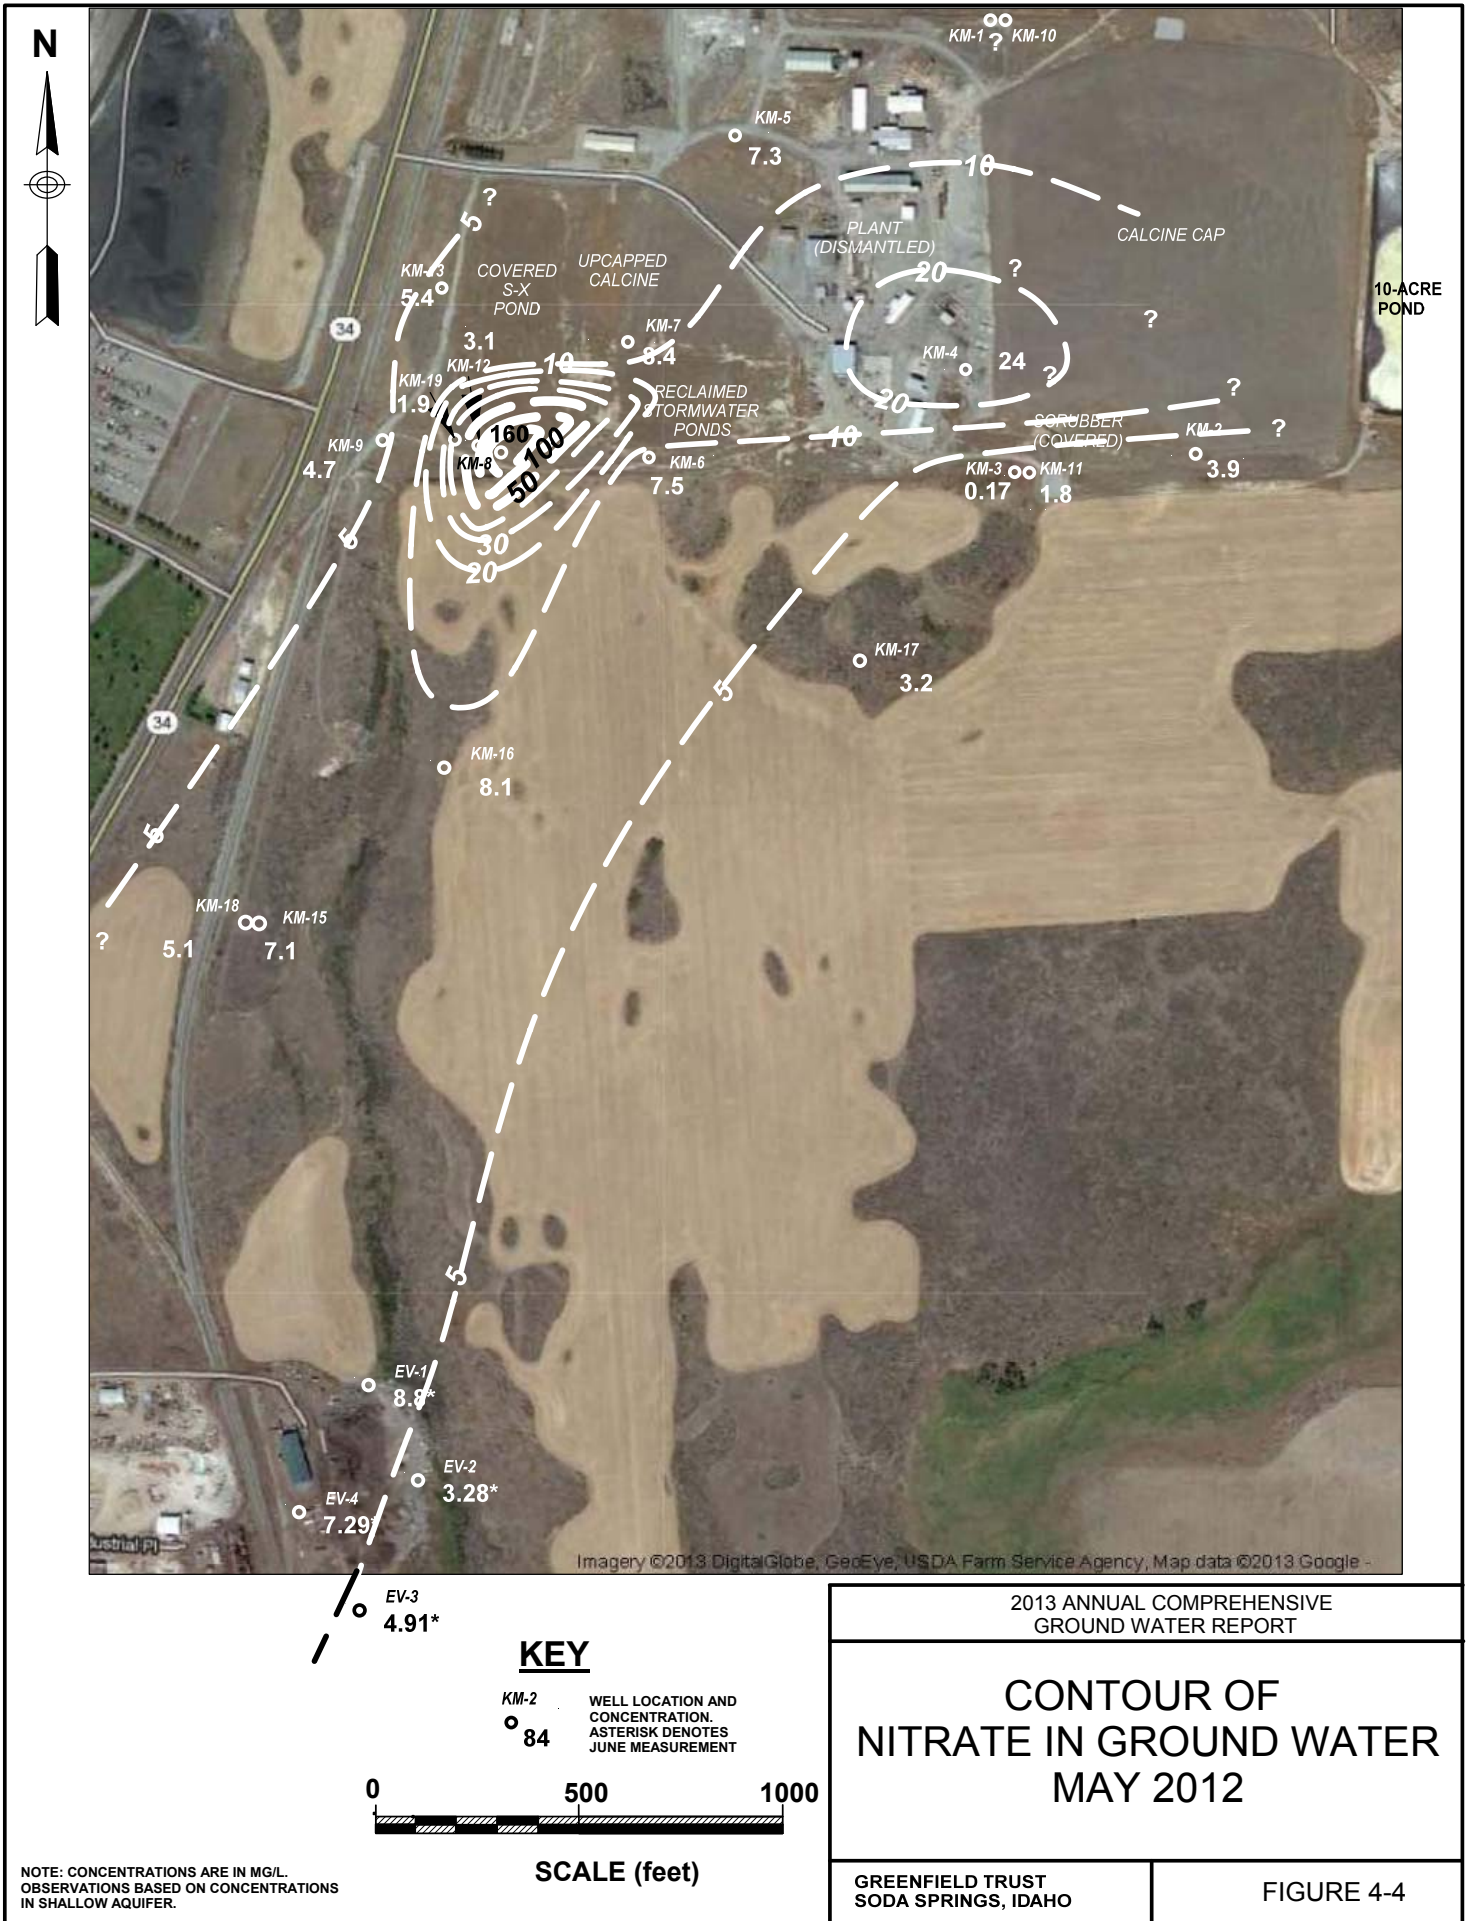 N
KM-1
KM-10
?
KM-5
7.3
10
?
5
PLANT
(DISMANTLED)
CALCINE CAP
UPCAPPED
CALCINE
COVERED
S-X
POND
KM-13
5.4
20
?
10-ACRE
POND
34
?
3.1
KM-7
8.4
10
KM-12
KM-4
24
?
KM-19
1.9
?
RECLAIMED
STORMWATER
PONDS
20
SCRUBBER
(COVERED)
10
KM-2
?
3.9
KM-9
4.7
160
100
KM-8
50
KM-6
7.5
KM-3
KM-11
0.17
1.8
5
30
20
KM-17
3.2
5
34
KM-16
8.1
5
KM-18
KM-15
?
5.1
7.1
5
EV-1
8.8*
EV-2
3.28*
EV-4
7.29*
ustrial Pl
Imagery ©2013 DigitalGlobe, GeoEye, USDA Farm Service Agency, Map data ©2013 Google -
EV-3
4.91*
KEY
KM-2
84
WELL LOCATION AND
CONCENTRATION.
ASTERISK DENOTES
JUNE MEASUREMENT
0
500
1000
SCALE (feet)
NOTE: CONCENTRATIONS ARE IN MG/L.
OBSERVATIONS BASED ON CONCENTRATIONS
IN SHALLOW AQUIFER.
2013 ANNUAL COMPREHENSIVE
GROUND WATER REPORT
CONTOUR OF
NITRATE IN GROUND WATER
MAY 2012
GREENFIELD TRUST
SODA SPRINGS, IDAHO
FIGURE 4-4